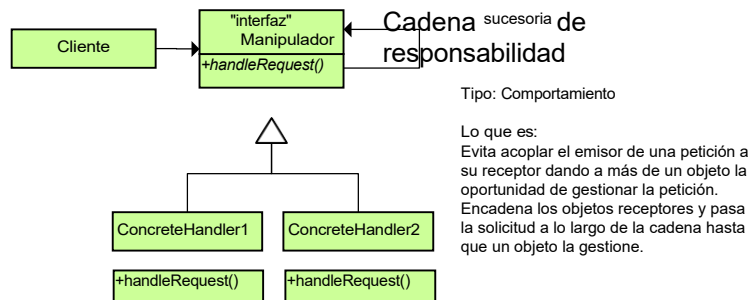 Cliente
"interfaz"
Manipulador
+handleRequest()
Cadena sucesoria de
responsabilidad
Tipo: Comportamiento
Lo que es:
Evita acoplar el emisor de una petición a
su receptor dando a más de un objeto la
oportunidad de gestionar la petición.
Encadena los objetos receptores y pasa
la solicitud a lo largo de la cadena hasta
que un objeto la gestione.
ConcreteHandler1
ConcreteHandler2
+handleRequest()
+handleRequest()